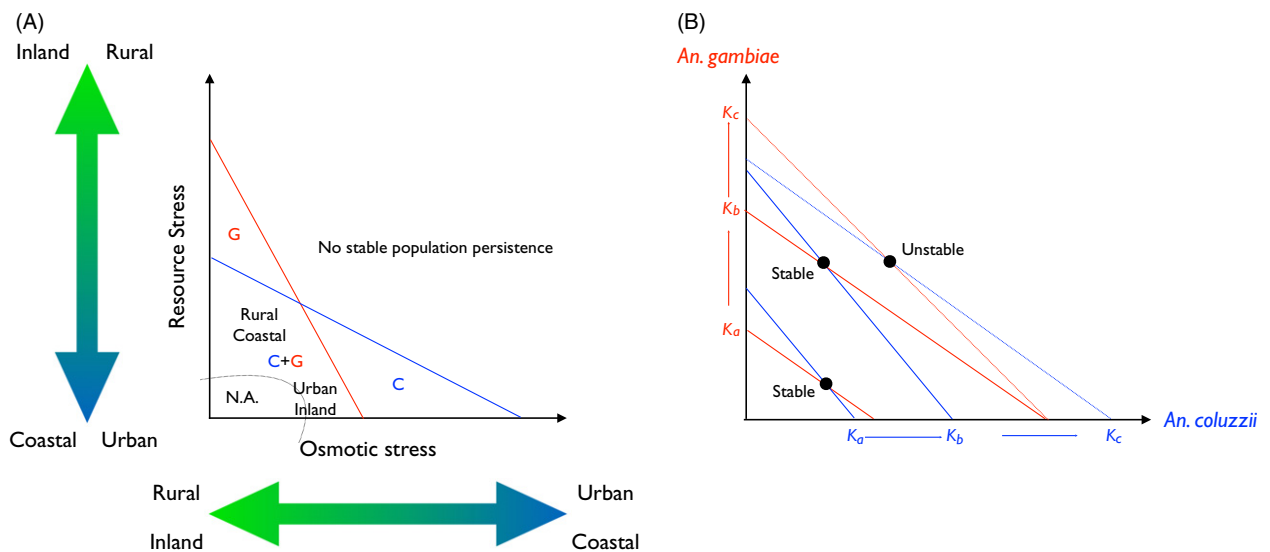 (A)
Inland Rural
Resource Stress
G
No stable population persistence
Rural
Coastal
C+G
N.A.
Urban
Inland
C
Coastal Urban
Osmotic stress
Rural
Urban
Inland
Coastal
(B)
An. gambiae
Kc
Kb
Unstable
Stable
Ka
Stable
An. coluzzii
Ka
Kb
Kc